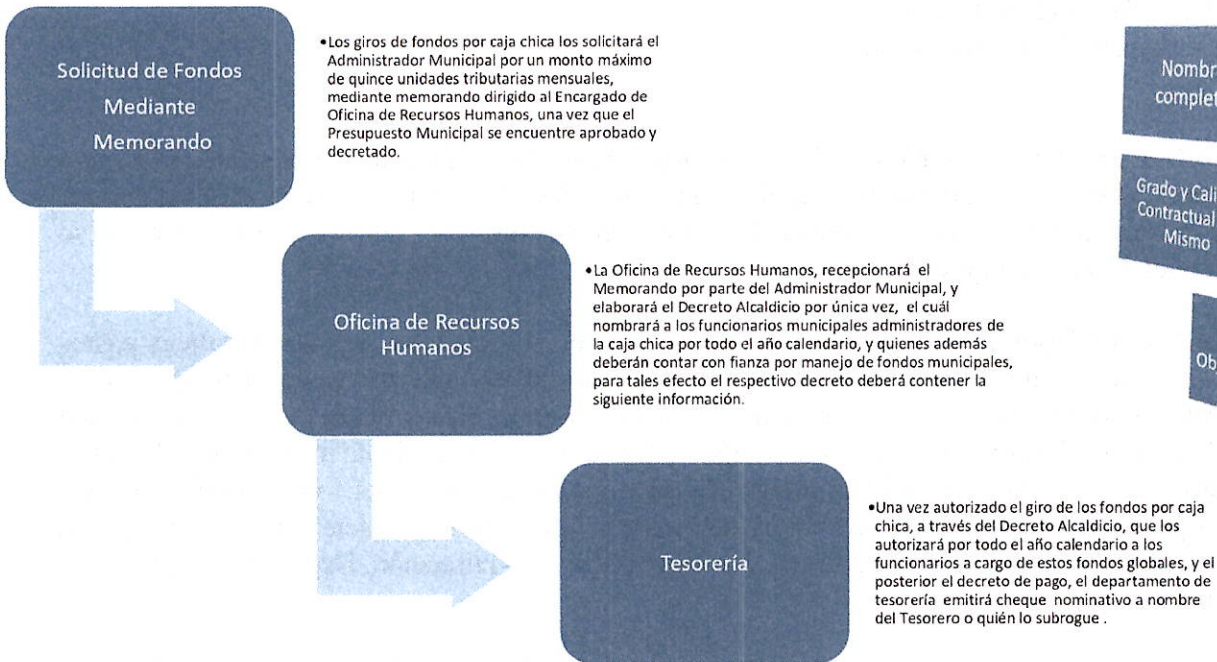 Solicitud de Fondos
Mediante
Memorando
•Los giros de fondos por caja chica los solicitará el
Administrador Municipal por un monto máximo
de quince unidades tributarias mensuales,
mediante memorando dirigido al Encargado de
Oficina de Recursos Humanos, una vez que el
Presupuesto Municipal se encuentre aprobado y
decretado.
Oficina de Recursos
Humanos
•La Oficina de Recursos Humanos, recepcionará el
Memorando por parte del Administrador Municipal, y
elaborará el Decreto Alcaldicio por única vez, el cuál
nombrará a los funcionarios municipales administradores de
la caja chica por todo el año calendario, y quienes además
deberán contar con fianza por manejo de fondos municipales,
para tales efecto el respectivo decreto deberá contener la
siguiente información.
Tesorería
•Una vez autorizado el giro de los fondos por caja
chica, a través del Decreto Alcaldicio, que los
autorizará por todo el año calendario a los
funcionarios a cargo de estos fondos globales, y el
posterior el decreto de pago, el departamento de
tesorería emitirá cheque nominativo a nombre
del Tesorero o quién lo subrogue .
Grado y
Contractual
Mismo